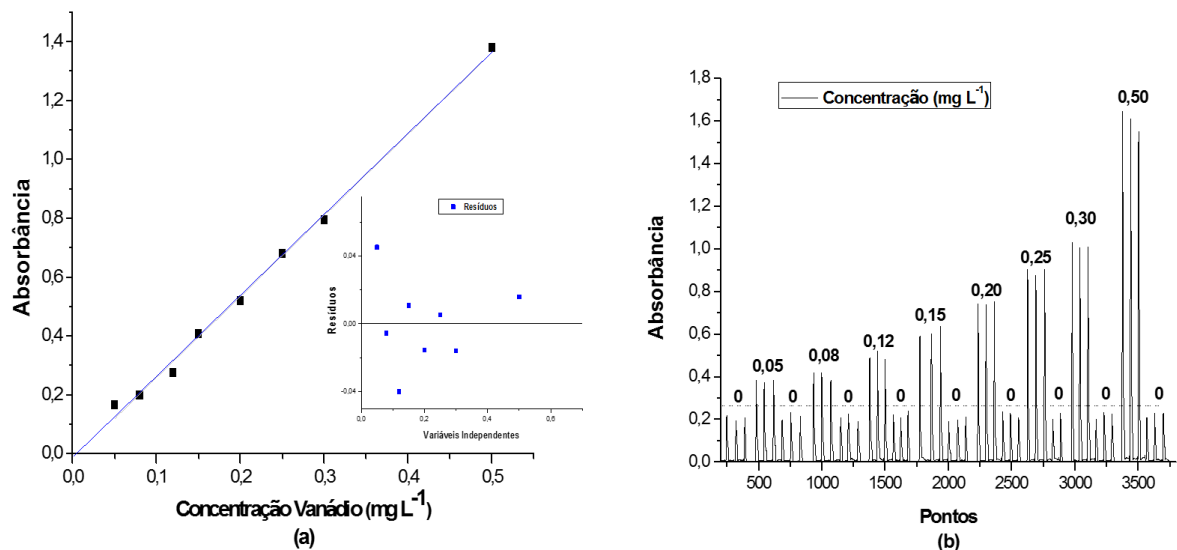 1,4
1,2
1,0
0,8
0,6
0,4
0,2
0,0
Absorbância
0,0 0,1 0,2 0,3 0,4 0,5
Concentração Vanádio (mg L-1)
(a)
Resíduos
0,04
0,00
-0,04
Resíduos
0,0 0,2 0,4 0,6
Variáveis Independentes
1,8
1,6
1,4
1,2
1,0
0,8
0,6
0,4
0,2
0,0
Absorbância
Concentração (mg L-1)
0,50
0,30
0,25
0,20
0,15
0,12
0,08
0,05
0 0 0 0 0 0 0 0 0
500 1000 1500 2000 2500 3000 3500
Pontos
(b)